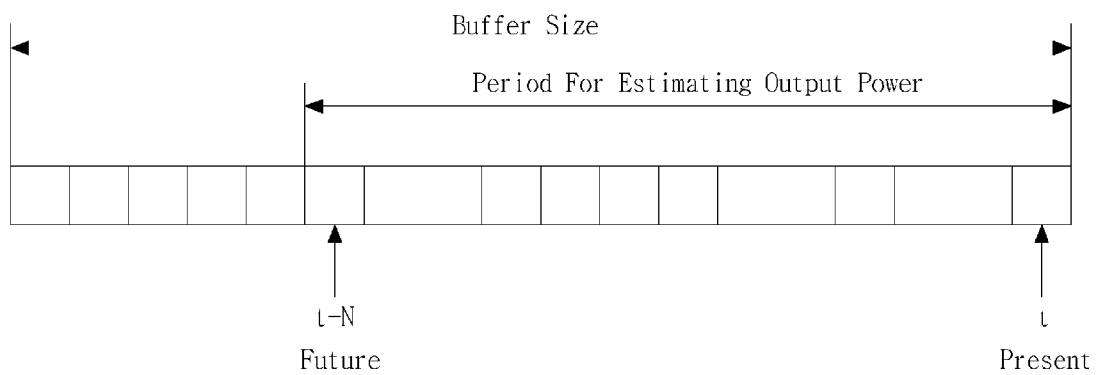 Buffer Size
Period For Estimating Output Power
t-N
t
Future
Present